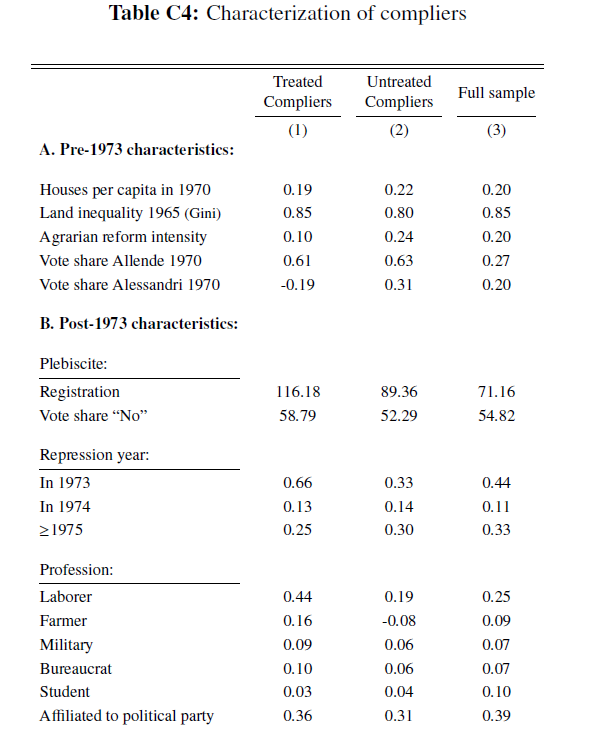 Table C4: Characterization of compliers
Treated Compliers Untreated Compliers Full sample
(1) (2) (3)
A. Pre-1973 characteristics:
Houses per capita in 1970 0.19 0.22 0.20
Land inequality 1965 (Gini) 0.85 0.80 0.85
Agrarian reform intensity 0.10 0.24 0.20
Vote share Allende 1970 0.61 0.63 0.27
Vote share Alessandri 1970 -0.19 0.31 0.20
B. Post-1973 characteristics:
Plebiscite:
Registration 116.18 89.36 71.16
Vote share “No” 58.79 52.29 54.82
Repression year:
In 1973 0.66 0.33 0.44
In 1974 0.13 0.14 0.11
≥1975 0.25 0.30 0.33
Profession:
Laborer 0.44 0.19 0.25
Farmer 0.16 -0.08 0.09
Military 0.09 0.06 0.07
Bureaucrat 0.10 0.06 0.07
Student 0.03 0.04 0.10
Affiliated to political party 0.36 0.31 0.39